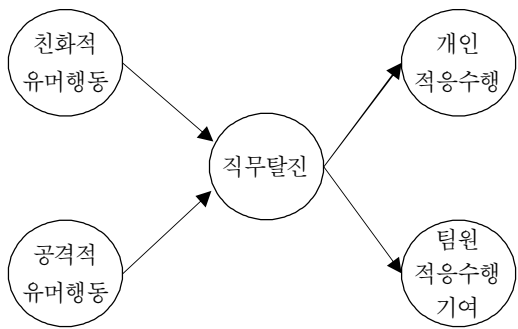 친화적
유머행동
개인
적응수행
직무탈진
공격적
유머행동
팀원
적응수행
기여